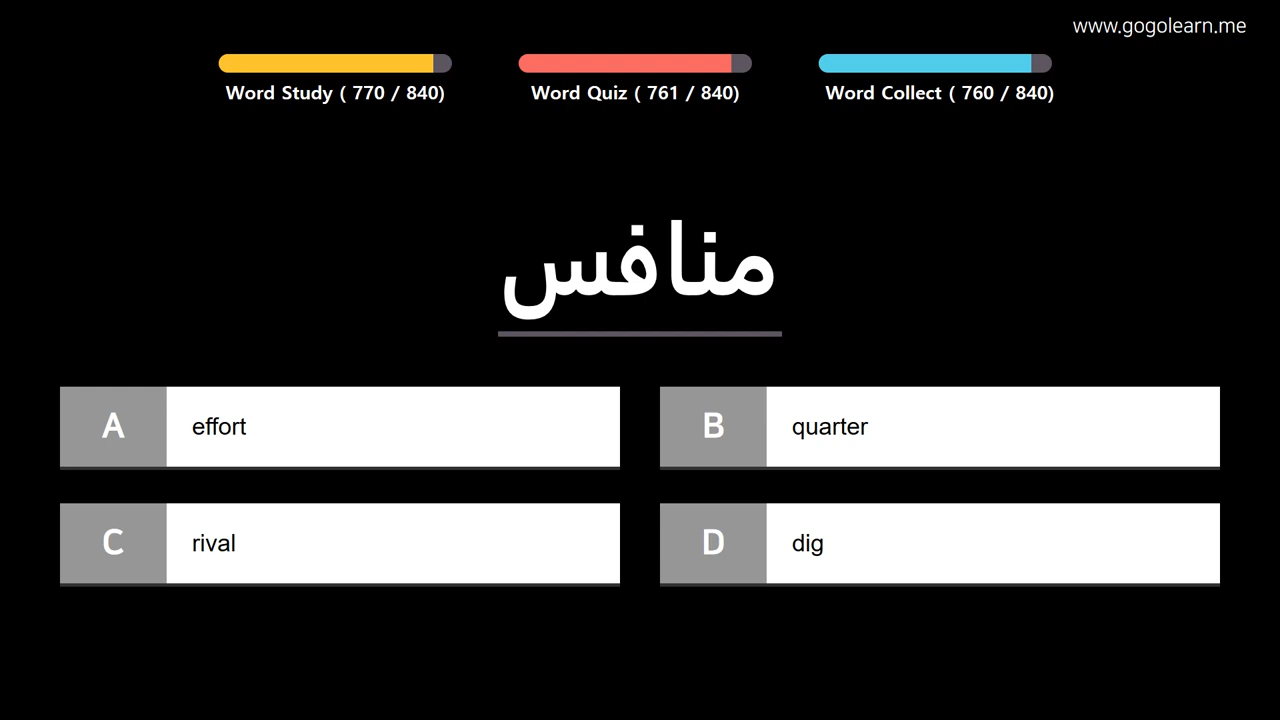 www.gogolearn.me
Word Study ( 770 / 840)
Word Quiz ( 761 / 840)
Word Collect ( 760 / 840)
منافس
A effort
B quarter
C rival
D dig